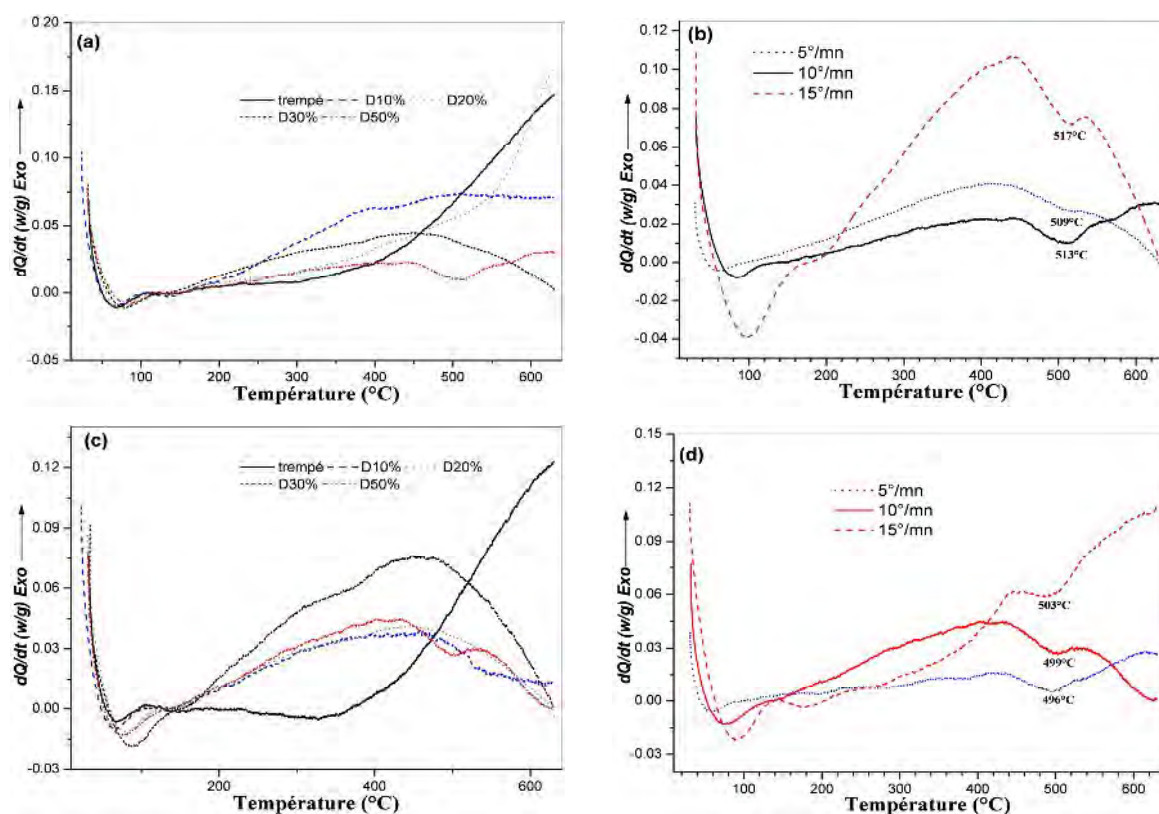 (a)
trempé D10% D20%
D30% D50%
dQ/dt (w/g) Exo
0.20
0.15
0.10
0.05
0.00
-0.05
100 200 300 400 500 600
Température (°C)
(b)
5°/mn
10°/mn
15°/mn
517°C
509°C
513°C
dQ/dt (w/g) Exo
0.12
0.10
0.08
0.06
0.04
0.02
0.00
-0.02
-0.04
100 200 300 400 500 600
Température (°C)
(c)
trempé D10% D20%
D30% D50%
dQ/dt (w/g) Exo
0.12
0.09
0.06
0.03
0.00
-0.03
200 400 600
Température (°C)
(d)
5°/mn
10°/mn
15°/mn
503°C
499°C
496°C
dQ/dt (w/g) Exo
0.15
0.12
0.09
0.06
0.03
0.00
-0.03
100 200 300 400 500 600
Température (°C)